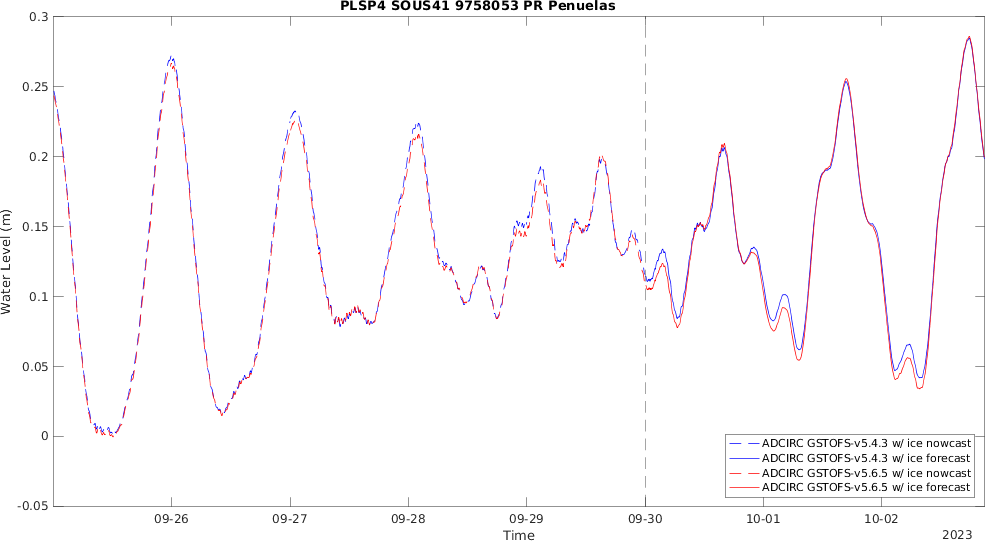 PLSP4 SOUS41 9758053 PR Penuelas
0.3
0.25
0.2
0.15
0.1
0.05
0
-0.05
Water Level (m)
09-26 09-27 09-28 09-29 09-30 10-01 10-02
Time
2023
ADCIRC GSTOFS-v5.4.3 w/ ice nowcast
ADCIRC GSTOFS-v5.4.3 w/ ice forecast
ADCIRC GSTOFS-v5.6.5 w/ ice nowcast
ADCIRC GSTOFS-v5.6.5 w/ ice forecast